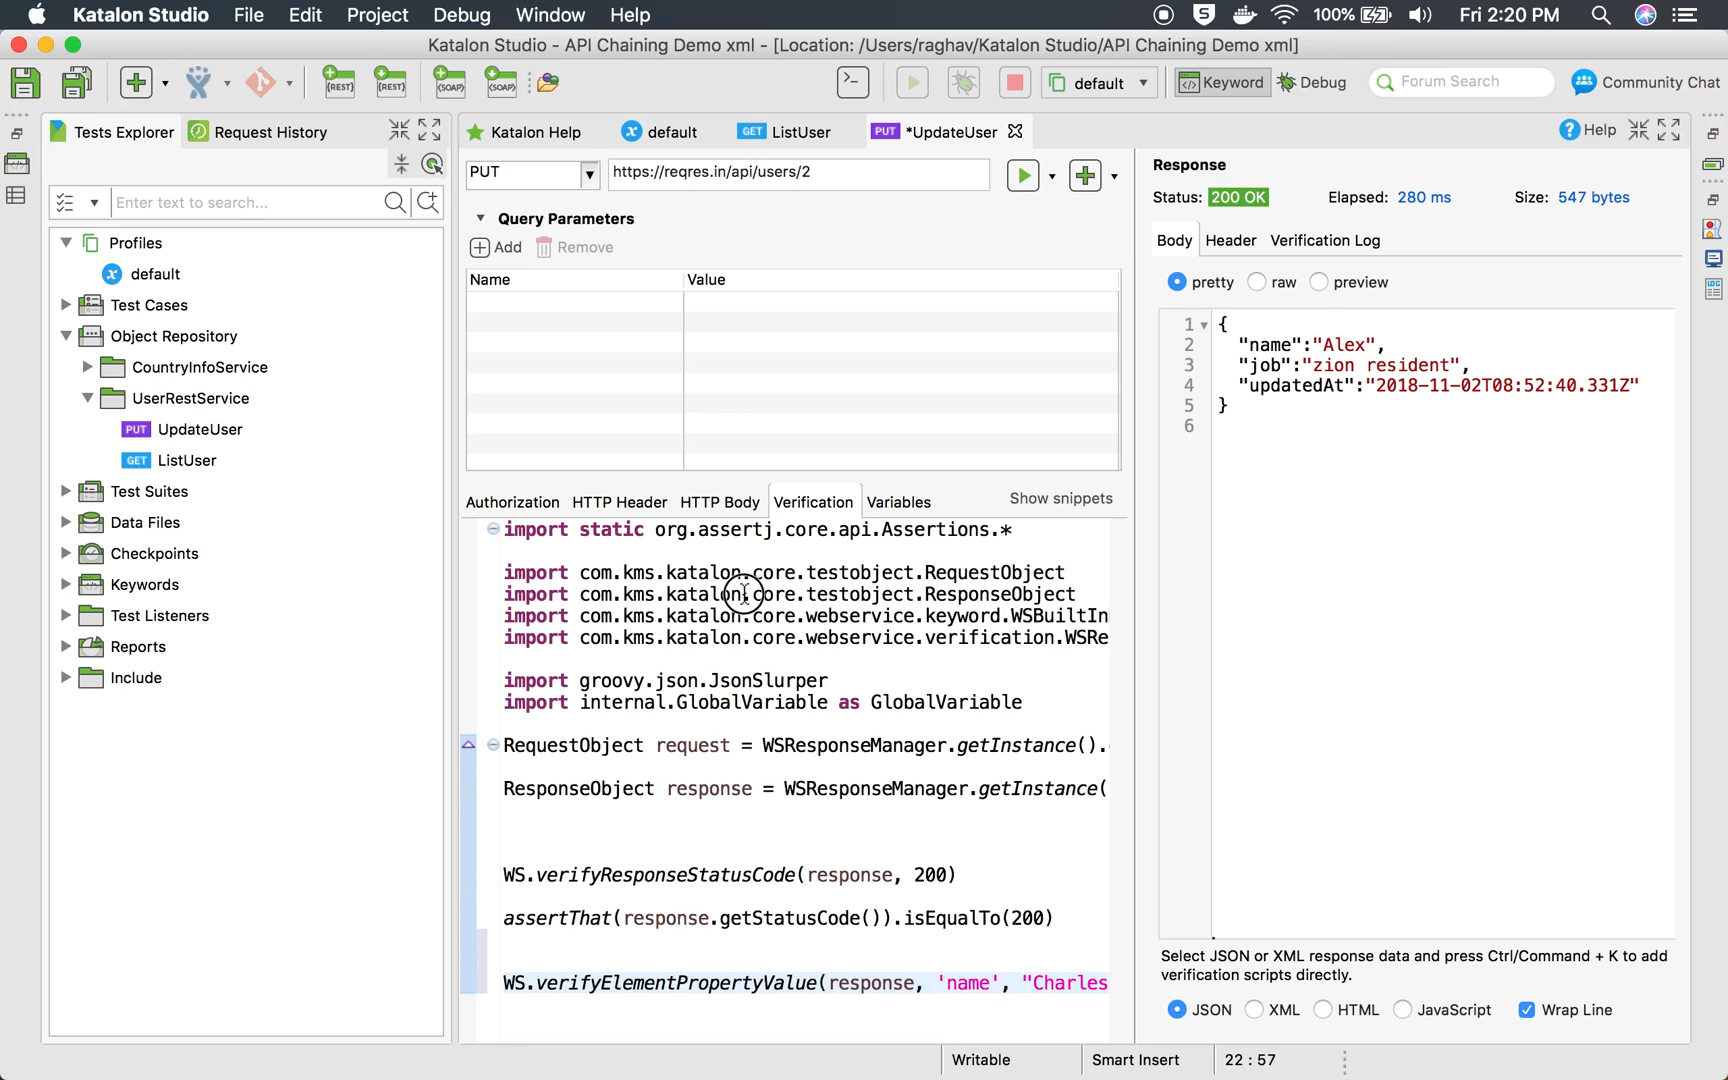 Katalon Studio File Edit Project Debug Window Help 100% Fri 2:20 PM
Katalon Studio - API Chaining Demo xml - [Location: /Users/raghav/Katalon Studio/API Chaining Demo xml]
{REST} {REST} {SOAP} {SOAP} default Keyword Debug Forum Search Community Chat
Tests Explorer Request History
Enter text to search...
Profiles
default
Test Cases
Object Repository
CountryInfoService
UserRestService
PUT UpdateUser
GET ListUser
Test Suites
Data Files
Checkpoints
Keywords
Test Listeners
Reports
Include
Katalon Help default GET ListUser PUT *UpdateUser Help
PUT https://reqres.in/api/users/2
Query Parameters
Add Remove
Name Value
Authorization HTTP Header HTTP Body Verification Variables Show snippets
import static org.assertj.core.api.Assertions.*
import com.kms.katalon.core.testobject.RequestObject
import com.kms.katalon.core.testobject.ResponseObject
import com.kms.katalon.core.webservice.keyword.WSBuiltIn
import com.kms.katalon.core.webservice.verification.WSRe
import groovy.json.JsonSlurper
import internal.GlobalVariable as GlobalVariable
RequestObject request = WSResponseManager.getInstance().
ResponseObject response = WSResponseManager.getInstance(
WS.verifyResponseStatusCode(response, 200)
assertThat(response.getStatusCode()).isEqualTo(200)
WS.verifyElementPropertyValue(response, 'name', "Charles
Response
Status: 200 OK Elapsed: 280 ms Size: 547 bytes
Body Header Verification Log
pretty raw preview
1 {
2 "name":"Alex",
3 "job":"zion resident",
4 "updatedAt":"2018-11-02T08:52:40.331Z"
5 }
6
Select JSON or XML response data and press Ctrl/Command + K to add
verification scripts directly.
JSON XML HTML JavaScript Wrap Line
Writable Smart Insert 22 : 57